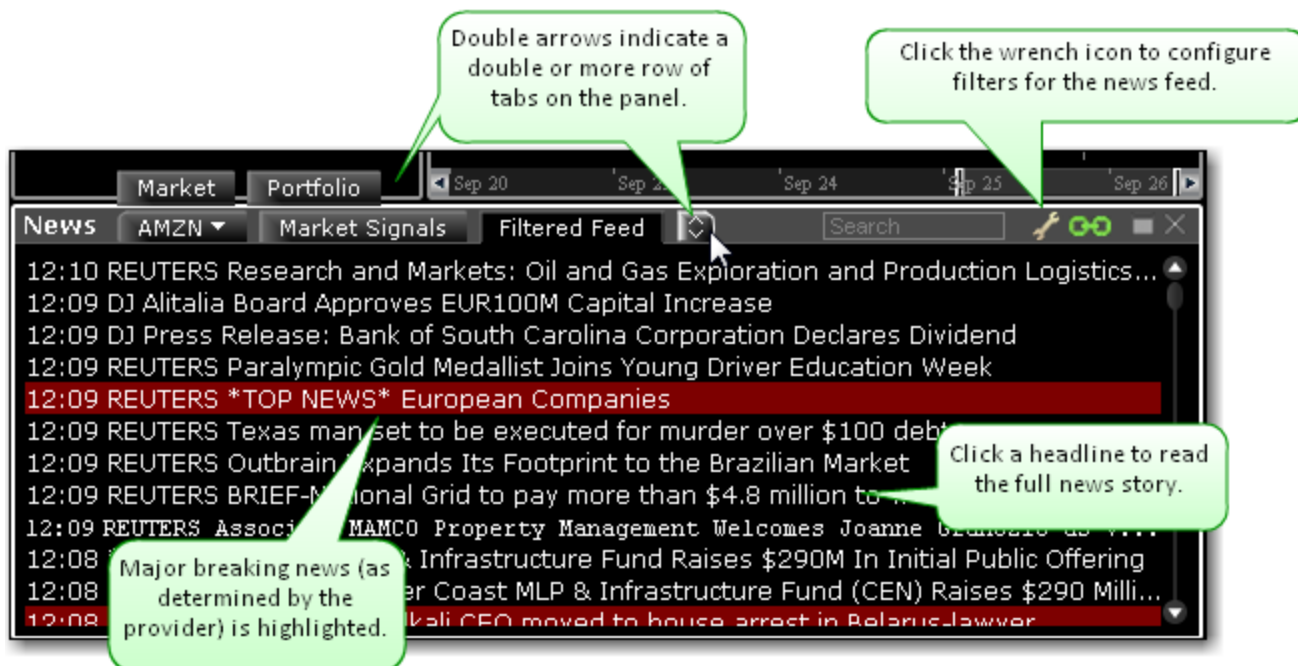 Double arrows indicate a
double or more row of
tabs on the panel.
Click the wrench icon to configure
filters for the news feed.
Market Portfolio Sep 20 Sep 24 Sep 25 Sep 26
News AMZN Market Signals Filtered Feed Search
12:10 REUTERS Research and Markets: Oil and Gas Exploration and Production Logistics...
12:09 DJ Alitalia Board Approves EUR100M Capital Increase
12:09 DJ Press Release: Bank of South Carolina Corporation Declares Dividend
12:09 REUTERS Paralympic Gold Medallist Joins Young Driver Education Week
12:09 REUTERS *TOP NEWS* European Companies
12:09 REUTERS Texas man set to be executed for murder over $100 debt
12:09 REUTERS Outbrain Expands Its Footprint to the Brazilian Market
Click a headline to read
the full news story.
12:09 REUTERS BRIEF-National Grid to pay more than $4.8 million to
12:09 REUTERS MAMCO Property Management Welcomes Joanne
12:08 & Infrastructure Fund Raises $290M In Initial Public Offering
Major breaking news (as
determined by the
provider) is highlighted.
12:08 Coast MLP & Infrastructure Fund (CEN) Raises $290 Milli...
12:08 CEO moved to house arrest in Belarus-lawyer